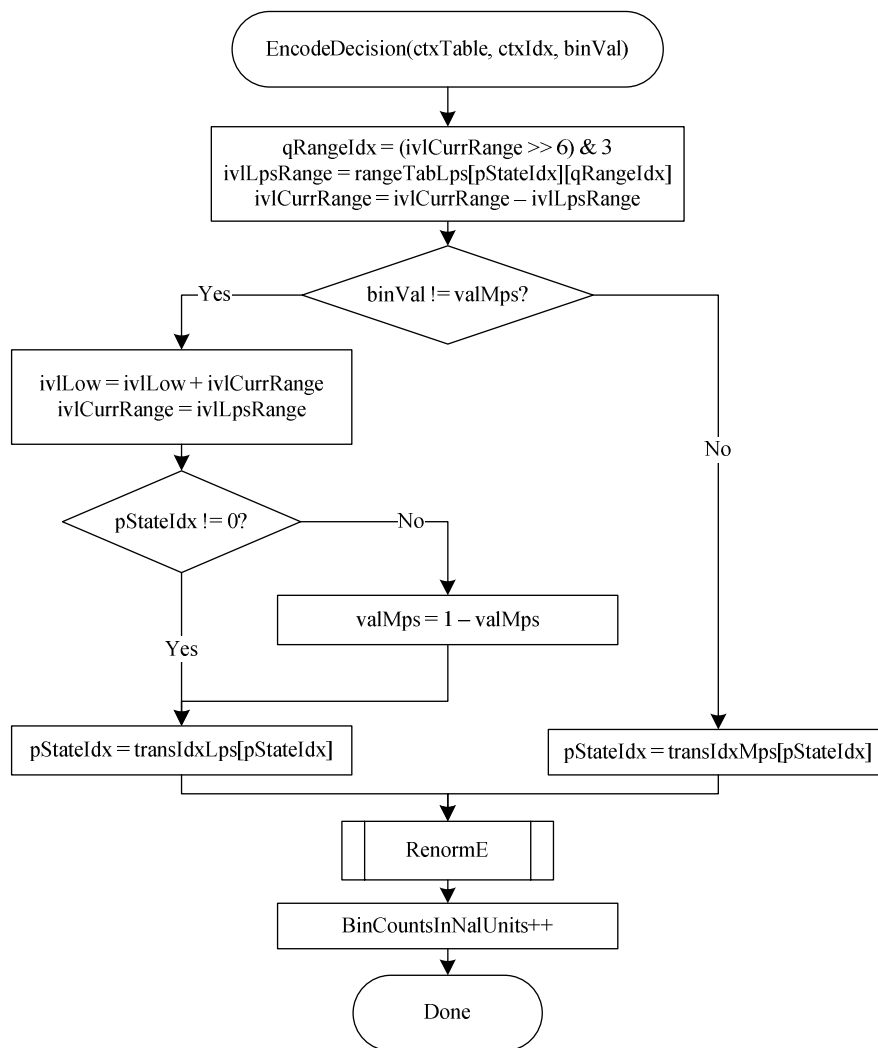 EncodeDecision(ctxTable, ctxIdx, binVal)
qRangeIdx = (ivlCurrRange >> 6) & 3
ivlLpsRange = rangeTabLps[pStateIdx][qRangeIdx]
ivlCurrRange = ivlCurrRange – ivlLpsRange
binVal != valMps?
Yes
ivlLow = ivlLow + ivlCurrRange
ivlCurrRange = ivlLpsRange
No
pStateIdx != 0?
No
valMps = 1 – valMps
Yes
pStateIdx = transIdxLps[pStateIdx]
pStateIdx = transIdxMps[pStateIdx]
RenormE
BinCountsInNalUnits++
Done